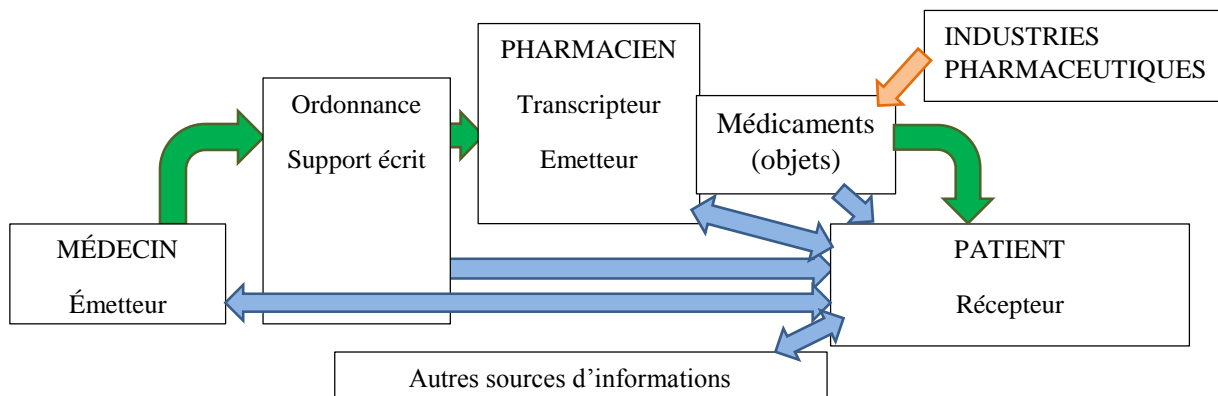 PHARMACIEN
Transcripteur
Emetteur
INDUSTRIES
PHARMACEUTIQUES
Ordonnance
Support écrit
Médicaments
(objets)
MÉDECIN
Émetteur
PATIENT
Récepteur
Autres sources d’informations